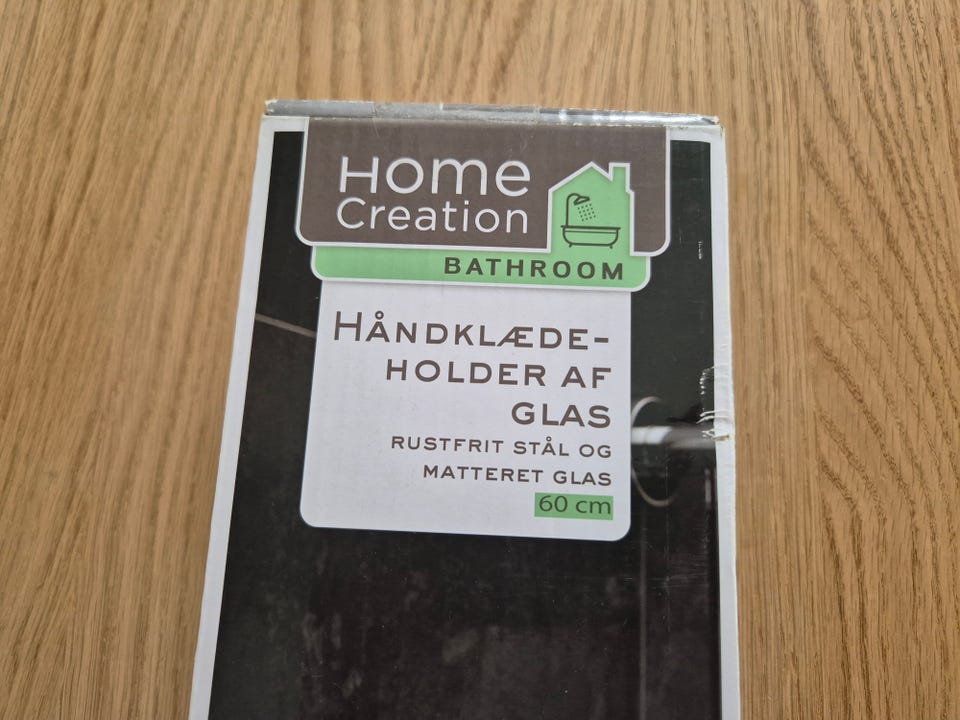 Home
Creation
BATHROOM
HÅNDKLÆDE-
HOLDER AF
GLAS
RUSTFRIT STÅL OG
MATTERET GLAS
60 cm